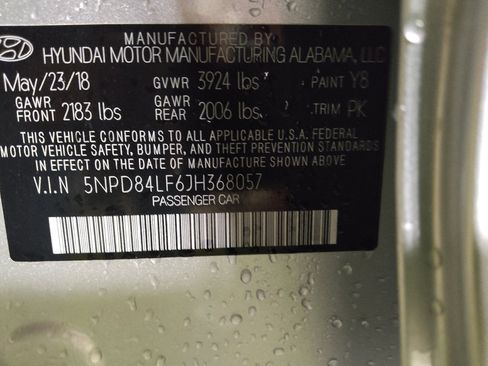 MANUFACTURED BY
HYUNDAI MOTOR MANUFACTURING ALABAMA, LLC
May/23/18 GVWR 3924 lbs PAINT Y8
GAWR FRONT 2183 lbs GAWR REAR 2006 lbs TRIM PK
THIS VEHICLE CONFORMS TO ALL APPLICABLE U.S.A. FEDERAL
MOTOR VEHICLE SAFETY, BUMPER, AND THEFT PREVENTION STANDARDS
IN EFFECT ON THE DATE OF MANUFACTURE SHOWN ABOVE.
V.I.N 5NPD84LF6JH368057
PASSENGER CAR